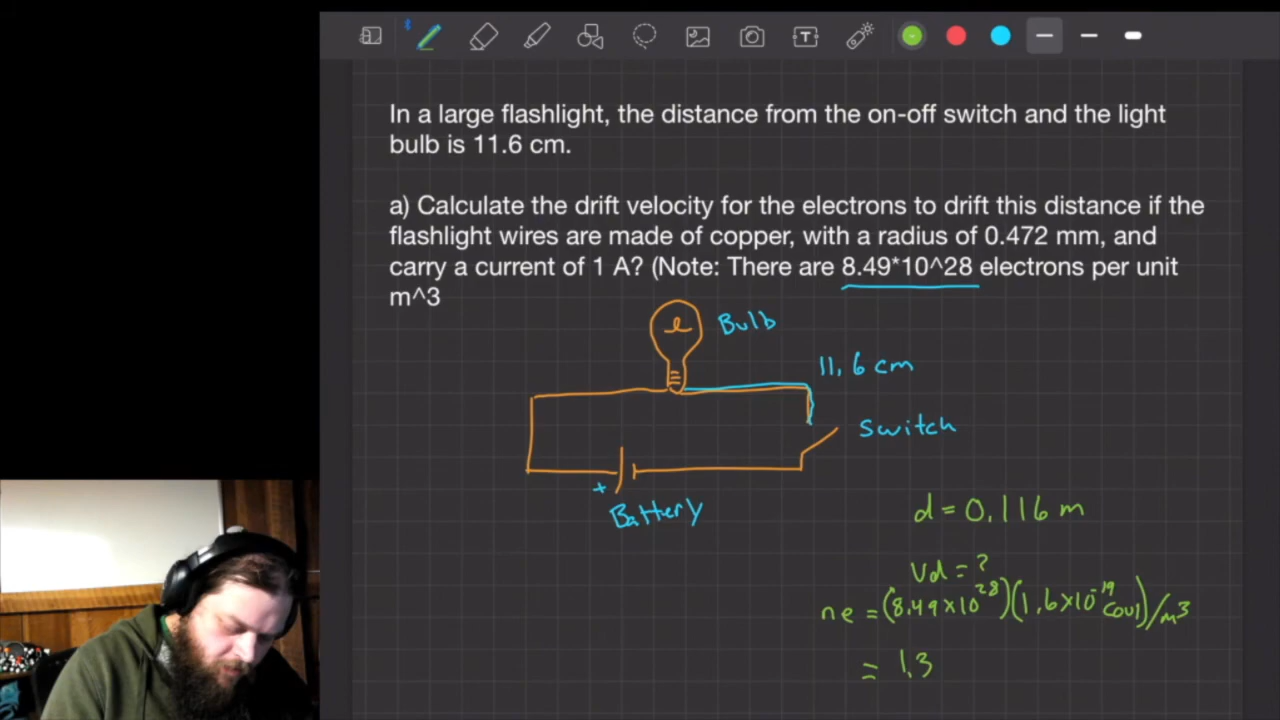 In a large flashlight, the distance from the on-off switch and the light
bulb is 11.6 cm.
a) Calculate the drift velocity for the electrons to drift this distance if the
flashlight wires are made of copper, with a radius of 0.472 mm, and
carry a current of 1 A? (Note: There are 8.49*10^28 electrons per unit
m^3
Bulb
11,6 cm
Switch
+
Battery
d = 0.116 m
Vd = ?
ne = (8.49×10²⁸)(1.6×10⁻¹⁹ Coul)/m³
= 1.3